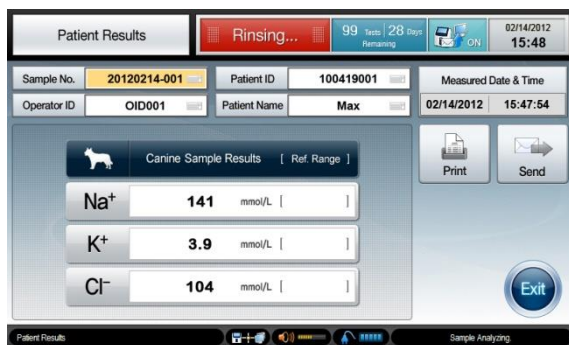 Patient Results
Rinsing...
99 Tests 28 Days
Remaining
ON
02/14/2012
15:48
Sample No. 20120214-001 Patient ID 100419001 Measured Date & Time
Operator ID OID001 Patient Name Max 02/14/2012 15:47:54
Canine Sample Results [ Ref. Range ]
Print Send
Na⁺ 141 mmol/L [ ]
K⁺ 3.9 mmol/L [ ]
Cl⁻ 104 mmol/L [ ]
Exit
Patient Results Sample Analyzing.